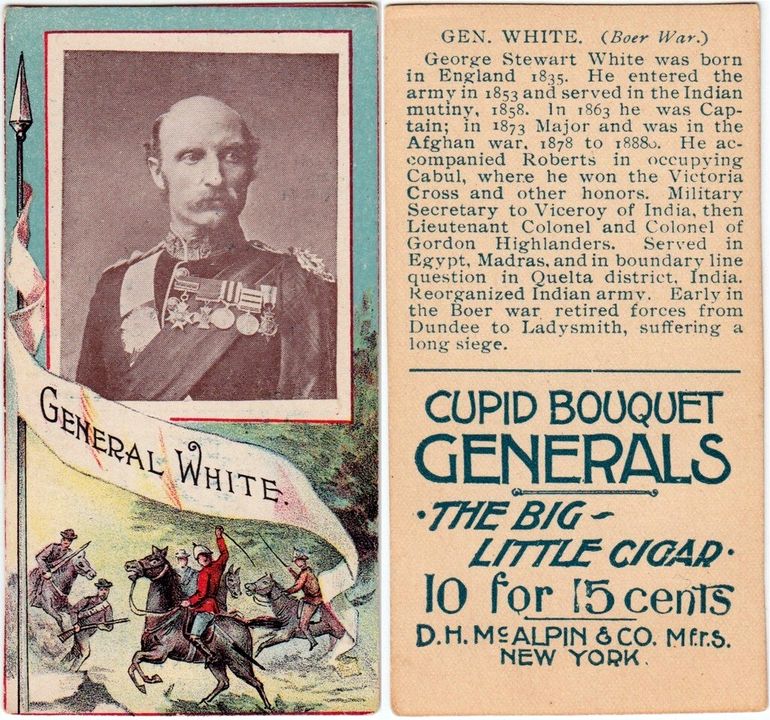 General White.
GEN. WHITE. (Boer War.)
George Stewart White was born
in England 1835. He entered the
army in 1853 and served in the Indian
mutiny, 1858. In 1863 he was Cap-
tain; in 1873 Major and was in the
Afghan war, 1878 to 1888o. He ac-
companied Roberts in occupying
Cabul, where he won the Victoria
Cross and other honors. Military
Secretary to Viceroy of India, then
Lieutenant Colonel and Colonel of
Gordon Highlanders. Served in
Egypt, Madras, and in boundary line
question in Quelta district, India.
Reorganized Indian army. Early in
the Boer war retired forces from
Dundee to Ladysmith, suffering a
long siege.
CUPID BOUQUET
GENERALS
·THE BIG–
LITTLE CIGAR·
10 for 15 cents
D.H. McALPIN & CO. Mfrs.
NEW YORK.